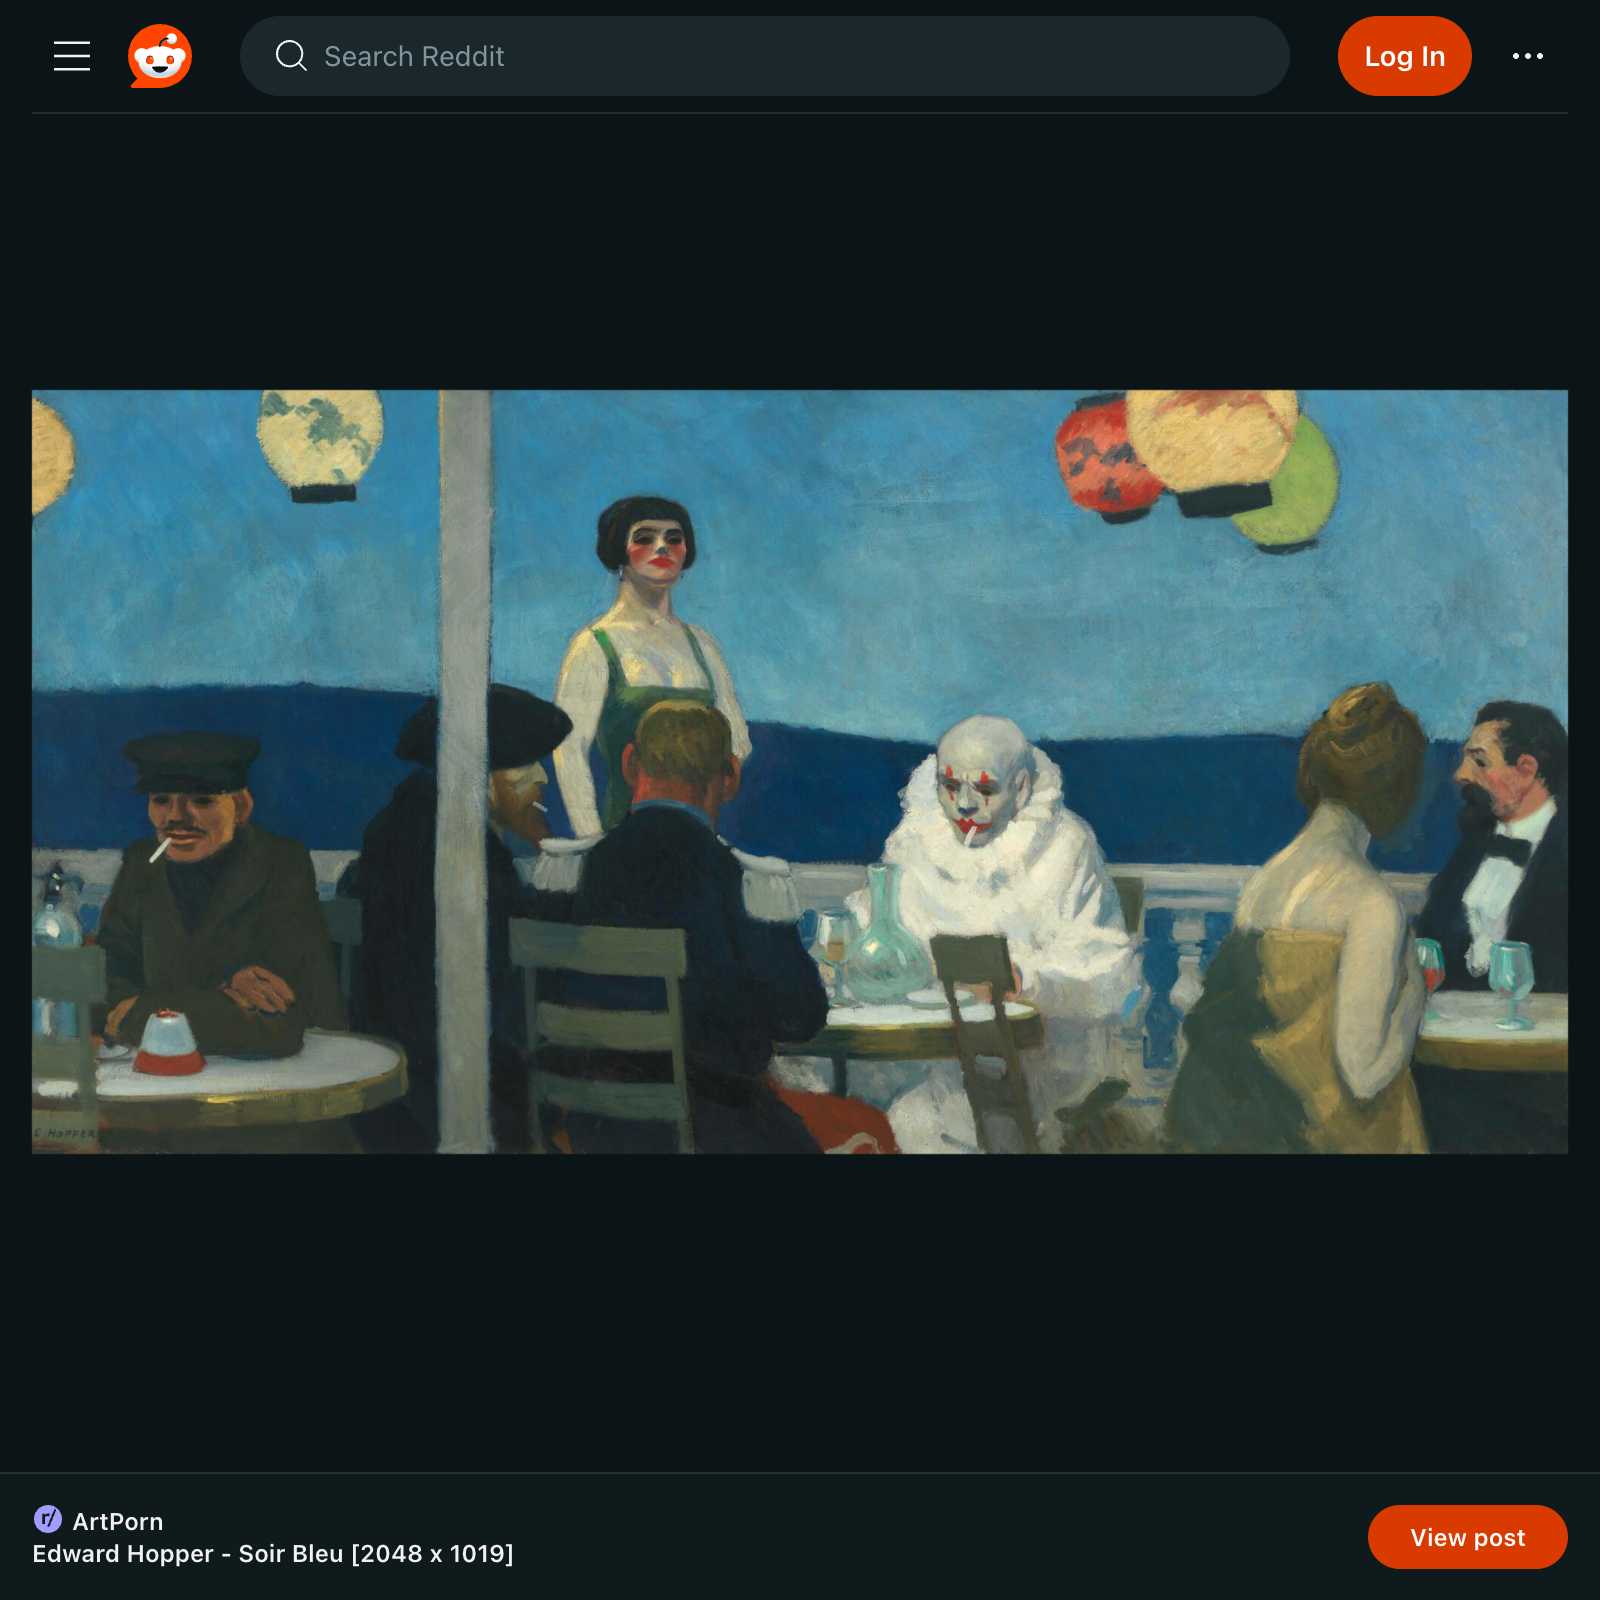 Search Reddit
Log In
E HOPPER
r/ ArtPorn
Edward Hopper - Soir Bleu [2048 x 1019]
View post